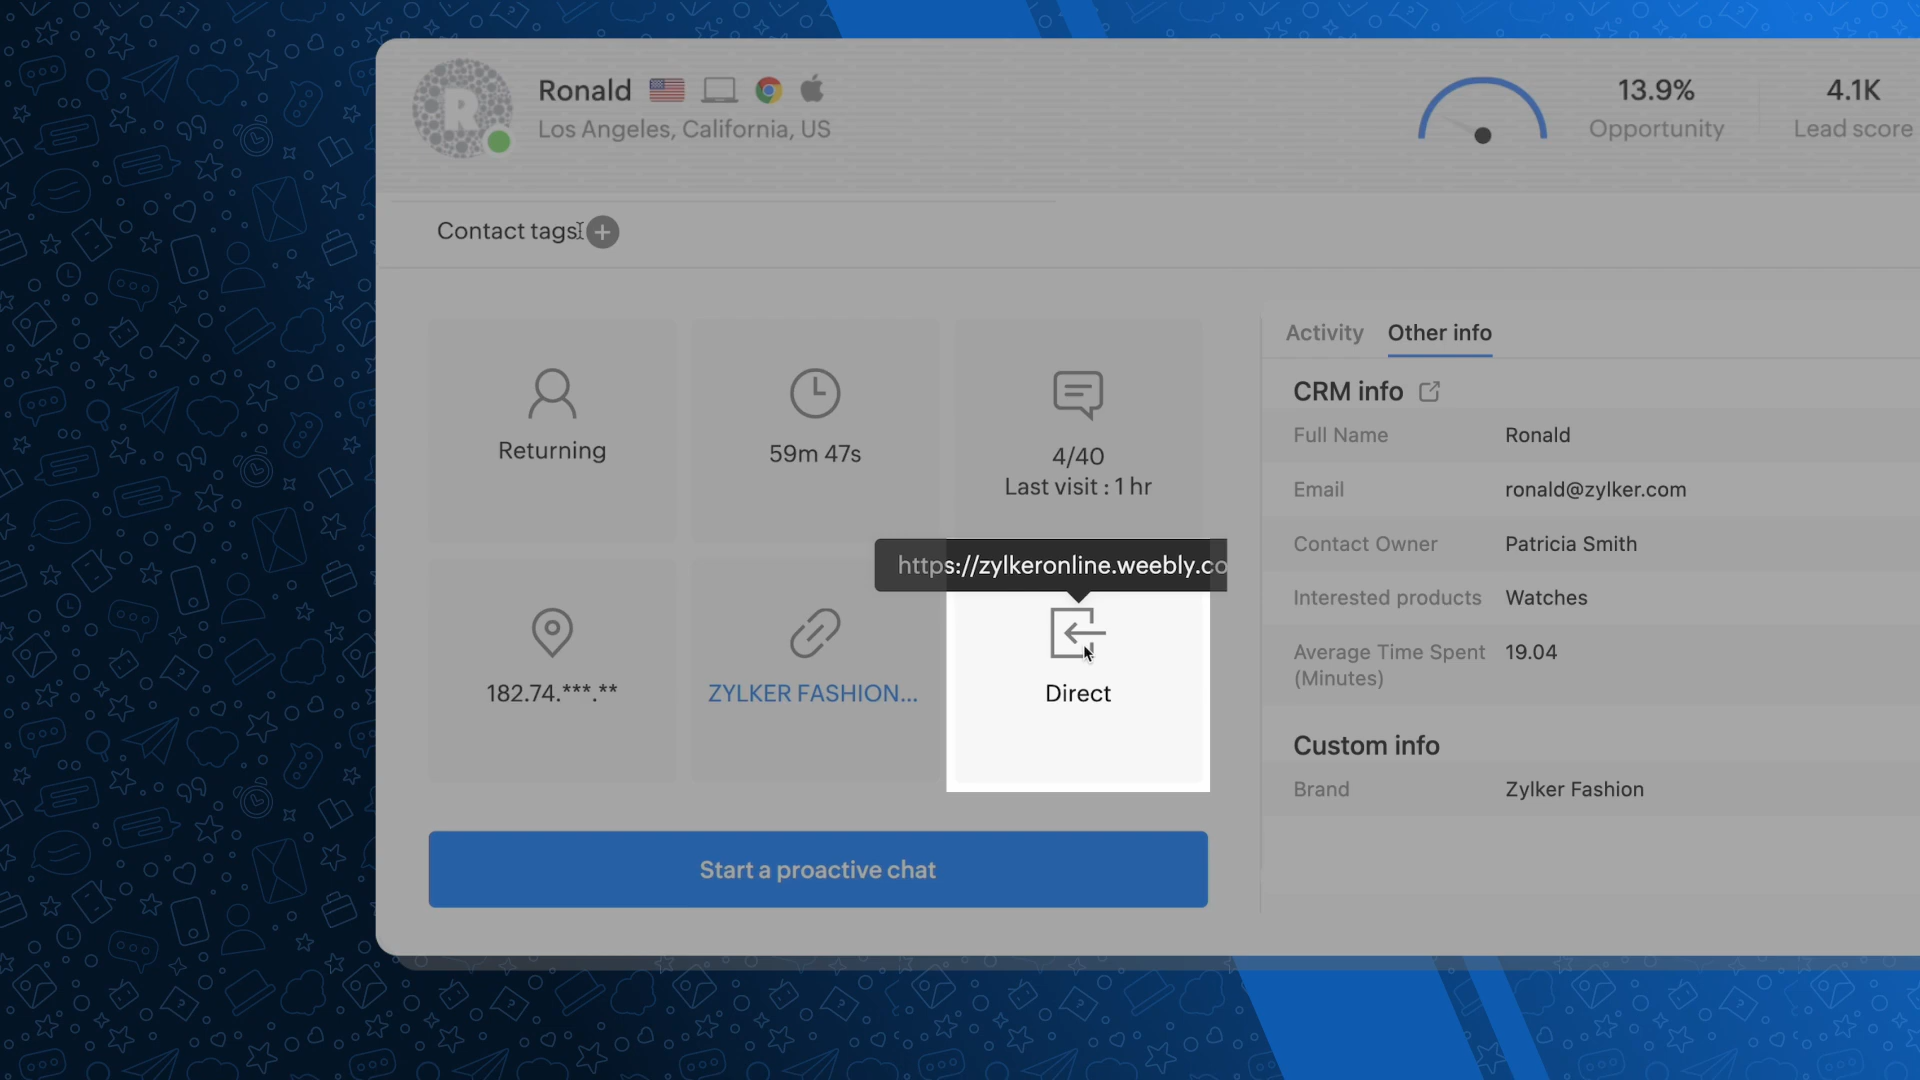 R
Ronald
Los Angeles, California, US
13.9%
Opportunity
4.1K
Lead score
Contact tags
Returning
59m 47s
4/40
Last visit : 1 hr
https://zylkeronline.weebly.co
182.74.***.**
ZYLKER FASHION...
Direct
Start a proactive chat
Activity Other info
CRM info
Full Name Ronald
Email ronald@zylker.com
Contact Owner Patricia Smith
Interested products Watches
Average Time Spent 19.04
(Minutes)
Custom info
Brand Zylker Fashion